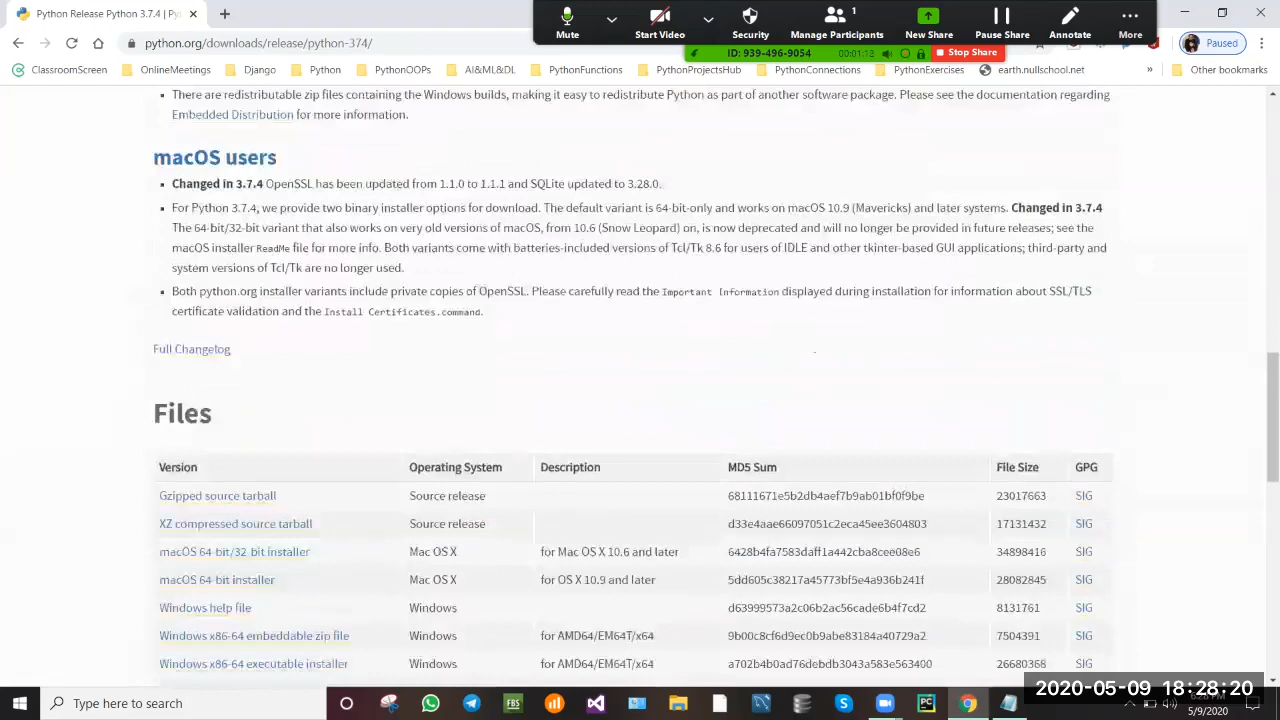 Python Release Python 3.7.4 | Py
Mute
Start Video
Security
1
Manage Participants
New Share
Pause Share
Annotate
More
python.org/downloads/release/python-374/
ID: 939-496-9054
Stop Share
Paused
ClassroomScreen
OnlineMeetings
Django
Python
PythonOOPs
AI&ML&DL
PythonFunctions
PythonProjectsHub
PythonConnections
PythonExercises
earth.nullschool.net
»
Other bookmarks
There are redistributable zip files containing the Windows builds, making it easy to redistribute Python as part of another software package. Please see the documentation regarding
Embedded Distribution for more information.
macOS users
Changed in 3.7.4 OpenSSL has been updated from 1.1.0 to 1.1.1 and SQLite updated to 3.28.0.
For Python 3.7.4, we provide two binary installer options for download. The default variant is 64-bit-only and works on macOS 10.9 (Mavericks) and later systems. Changed in 3.7.4
The 64-bit/32-bit variant that also works on very old versions of macOS, from 10.6 (Snow Leopard) on, is now deprecated and will no longer be provided in future releases; see the
macOS installer ReadMe file for more info. Both variants come with batteries-included versions of Tcl/Tk 8.6 for users of IDLE and other tkinter-based GUI applications; third-party and
system versions of Tcl/Tk are no longer used.
Both python.org installer variants include private copies of OpenSSL. Please carefully read the Important Information displayed during installation for information about SSL/TLS
certificate validation and the Install Certificates.command.
Full Changelog
Files
Version Operating System Description MD5 Sum File Size GPG
Gzipped source tarball Source release 68111671e5b2db4aef7b9ab01bf0f9be 23017663 SIG
XZ compressed source tarball Source release d33e4aae66097051c2eca45ee3604803 17131432 SIG
macOS 64-bit/32-bit installer Mac OS X for Mac OS X 10.6 and later 6428b4fa7583daff1a442cba8cee08e6 34898416 SIG
macOS 64-bit installer Mac OS X for OS X 10.9 and later 5dd605c38217a45773bf5e4a936b241f 28082845 SIG
Windows help file Windows d63999573a2c06b2ac56cade6b4f7cd2 8131761 SIG
Windows x86-64 embeddable zip file Windows for AMD64/EM64T/x64 9b00c8cf6d9ec0b9abe83184a40729a2 7504391 SIG
Windows x86-64 executable installer Windows for AMD64/EM64T/x64 a702b4b0ad76debdb3043a583e563400 26680368 SIG
2020-05-09 18:28:20
Type here to search
FBS
PC
5/9/2020